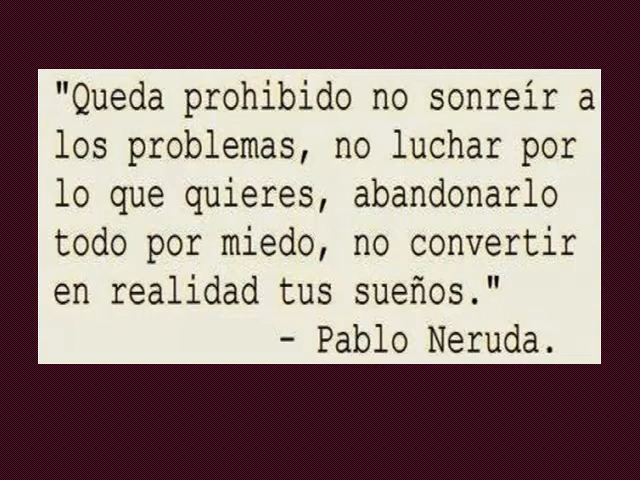 "Queda prohibido no sonreír a
los problemas, no luchar por
lo que quieres, abandonarlo
todo por miedo, no convertir
en realidad tus sueños."
- Pablo Neruda.